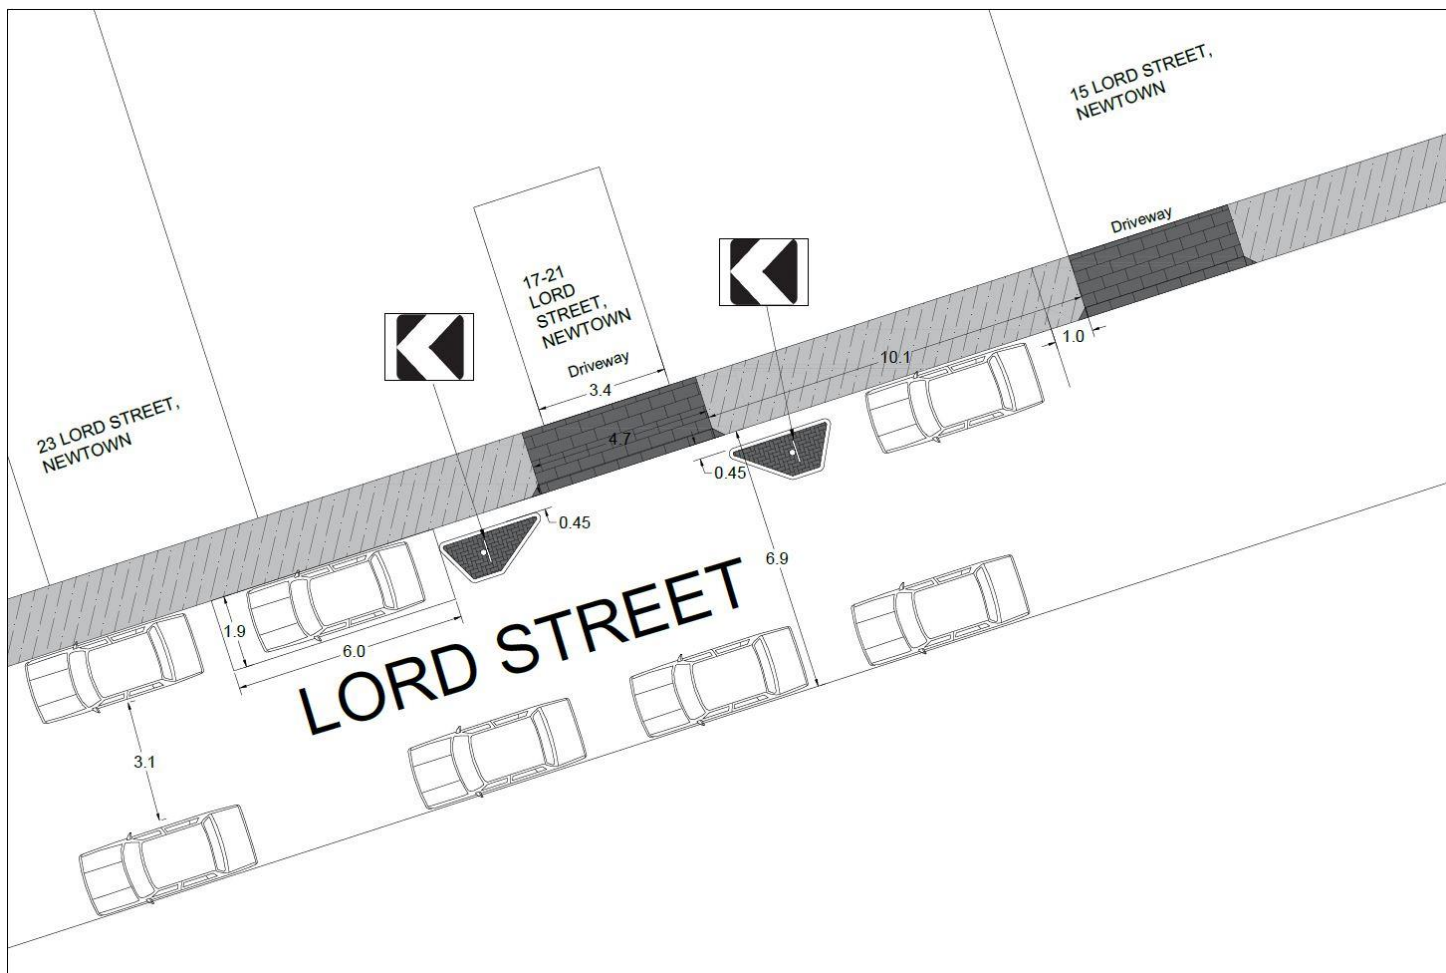 15 LORD STREET,
NEWTOWN
Driveway
17-21
LORD
STREET,
NEWTOWN
Driveway
3.4
10.1
1.0
23 LORD STREET,
NEWTOWN
4.7
0.45
0.45
6.9
1.9
6.0
LORD STREET
3.1